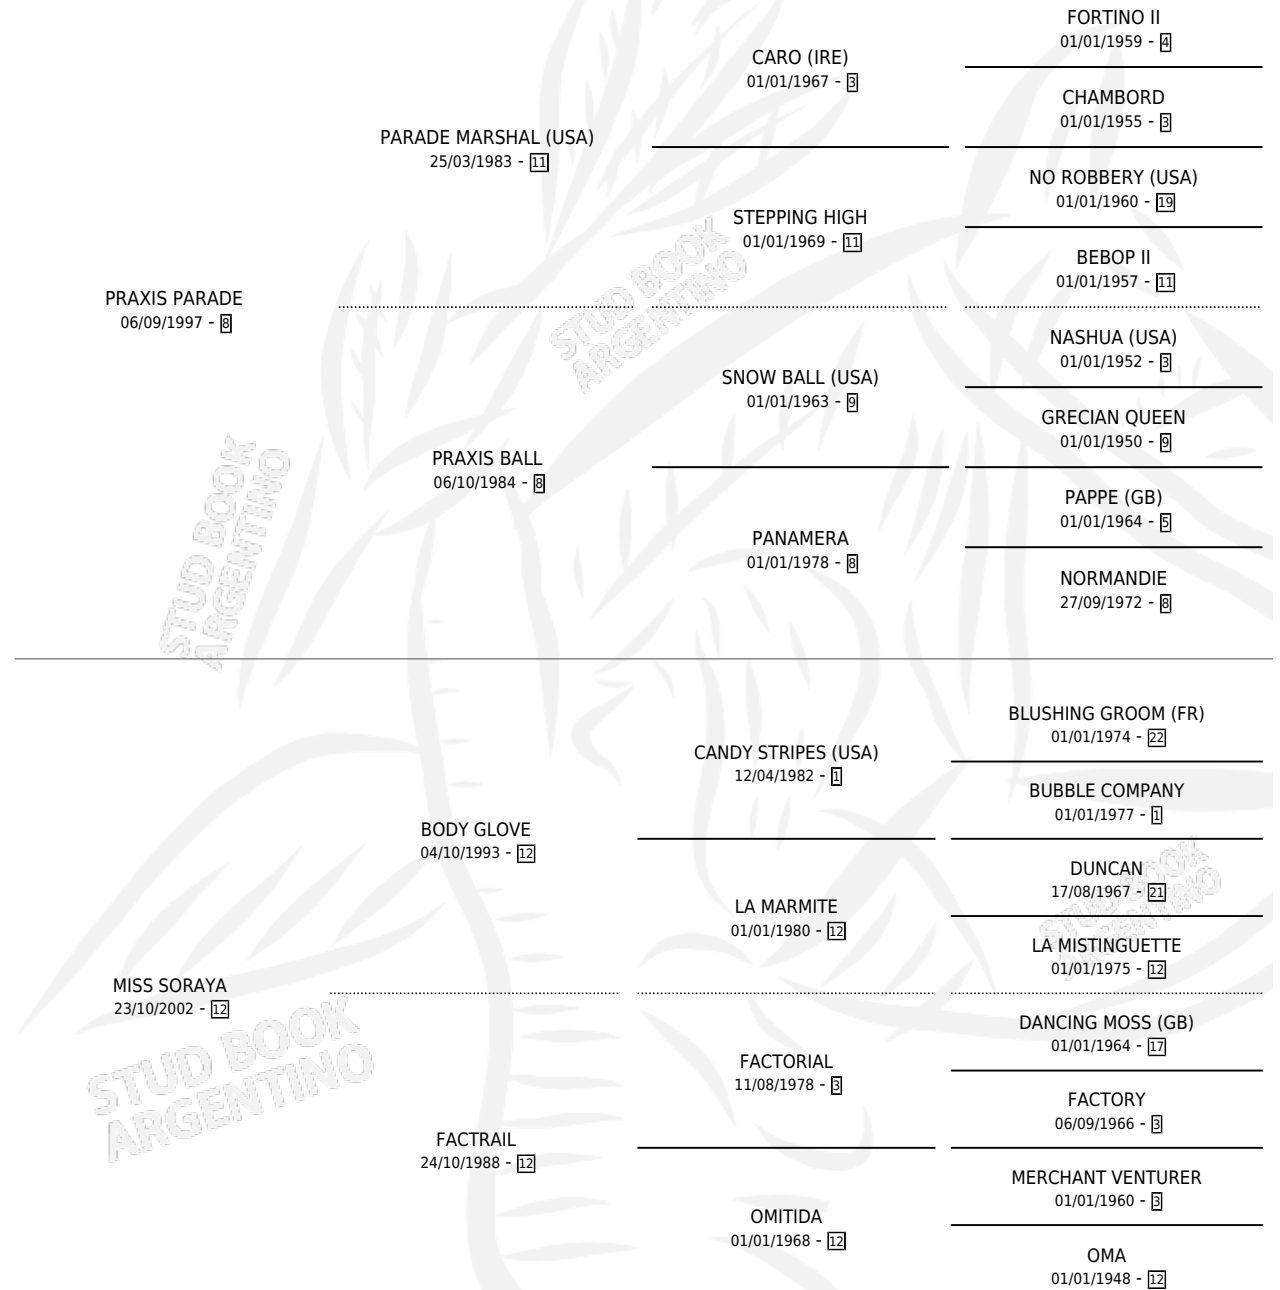 FORTINO II
01/01/1959 - 4
CARO (IRE)
01/01/1967 - 3
CHAMBORD
01/01/1955 - 3
PARADE MARSHAL (USA)
25/03/1983 - 11
NO ROBBERY (USA)
01/01/1960 - 19
STEPPING HIGH
01/01/1969 - 11
BEBOP II
01/01/1957 - 11
PRAXIS PARADE
06/09/1997 - 8
STUD BOOK
ARGENTINO
NASHUA (USA)
01/01/1952 - 3
SNOW BALL (USA)
01/01/1963 - 9
GRECIAN QUEEN
01/01/1950 - 9
PRAXIS BALL
06/10/1984 - 8
PAPPE (GB)
01/01/1964 - 5
PANAMERA
01/01/1978 - 8
NORMANDIE
27/09/1972 - 8
STUD BOOK
ARGENTINO
BLUSHING GROOM (FR)
01/01/1974 - 22
CANDY STRIPES (USA)
12/04/1982 - 1
BUBBLE COMPANY
01/01/1977 - 1
BODY GLOVE
04/10/1993 - 12
DUNCAN
17/08/1967 - 21
LA MARMITE
01/01/1980 - 12
LA MISTINGUETTE
01/01/1975 - 12
STUD BOOK
ARGENTINO
MISS SORAYA
23/10/2002 - 12
DANCING MOSS (GB)
01/01/1964 - 17
FACTORIAL
11/08/1978 - 3
FACTORY
06/09/1966 - 3
STUD BOOK
ARGENTINO
FACTRAIL
24/10/1988 - 12
MERCHANT VENTURER
01/01/1960 - 3
OMITIDA
01/01/1968 - 12
OMA
01/01/1948 - 12